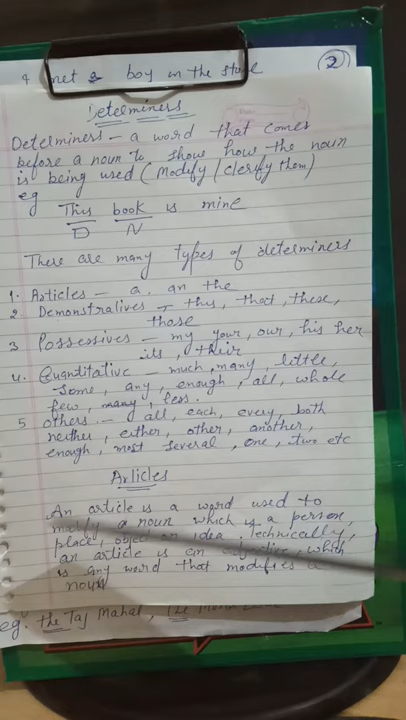 met a boy in the store
2
Determiners
Determiners - a word that comes
before a noun to show how the noun
is being used (Modify / Clerify them)
eg
This book is mine
D N
There are many types of determiners
1. Articles - a, an the
2 Demonstratives - this, that, these,
those
3 Possessives - my your, our, his her
its, their
4. Quantitative - much, many, little,
some, any, enough, all, whole
few, many, less.
5 others - all, each, every, both
neither, either, other, another,
enough, most several, one, two etc
Articles
An article is a word used to
modify a noun which is a person,
place, object or idea, Technically,
an article is an adjective, which
is any word that modifies a
noun
eg. the Taj Mahal, The